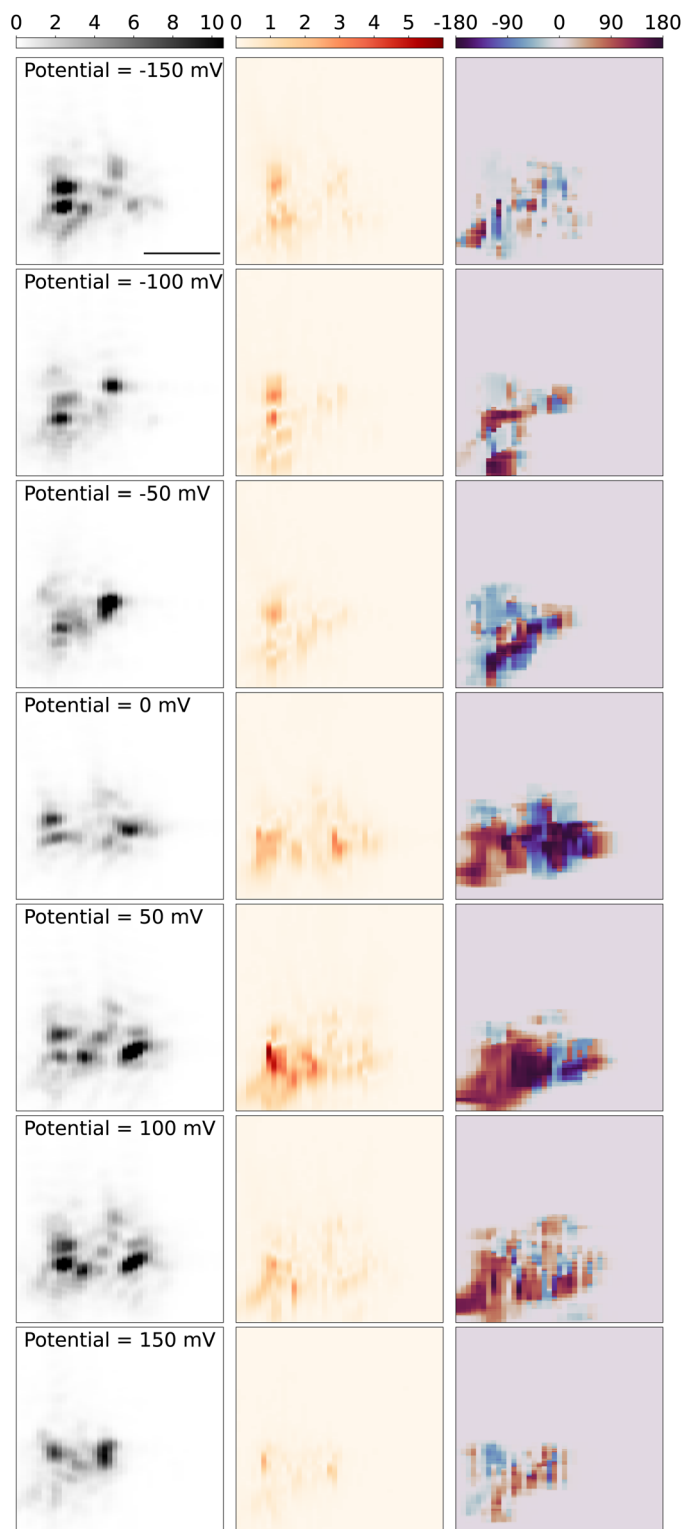 0 2 4 6 8 10 0 1 2 3 4 5 -180 -90 0 90 180
Potential = -150 mV
Potential = -100 mV
Potential = -50 mV
Potential = 0 mV
Potential = 50 mV
Potential = 100 mV
Potential = 150 mV